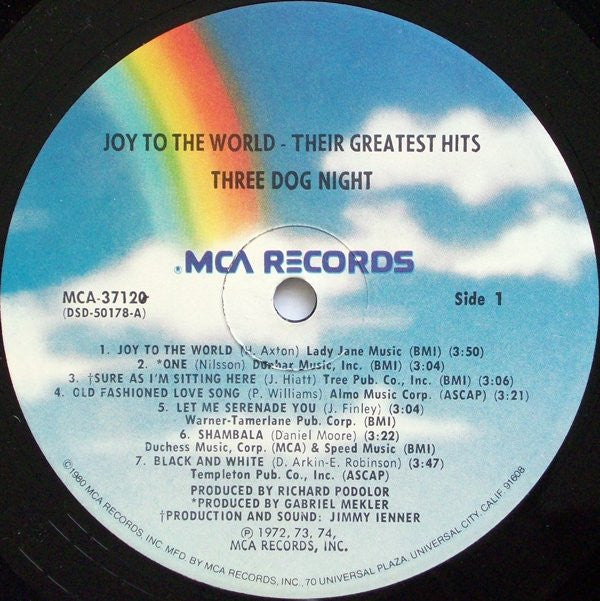 JOY TO THE WORLD - THEIR GREATEST HITS
THREE DOG NIGHT
MCA RECORDS
MCA-37120
Side 1
(DSD-50178-A)
1. JOY TO THE WORLD (H. Axton) Lady Jane Music (BMI) (3:50)
2. *ONE (Nilsson) Dunbar Music, Inc. (BMI) (3:04)
3. †SURE AS I'M SITTING HERE (J. Hiatt) Tree Pub. Co., Inc. (BMI) (3:06)
4. OLD FASHIONED LOVE SONG (P. Williams) Almo Music Corp. (ASCAP) (3:21)
5. LET ME SERENADE YOU (J. Finley) (3:04)
Warner-Tamerlane Pub. Corp. (BMI)
6. SHAMBALA (Daniel Moore) (3:22)
Duchess Music, Corp. (MCA) & Speed Music (BMI)
7. BLACK AND WHITE (D. Arkin-E. Robinson) (3:47)
Templeton Pub. Co., Inc. (ASCAP)
PRODUCED BY RICHARD PODOLOR
*PRODUCED BY GABRIEL MEKLER
†PRODUCTION AND SOUND: JIMMY IENNER
Ⓟ 1972, 73, 74,
MCA RECORDS, INC.
©1980 MCA RECORDS, INC. MFD. BY MCA RECORDS, INC., 70 UNIVERSAL PLAZA, UNIVERSAL CITY, CALIF. 91608